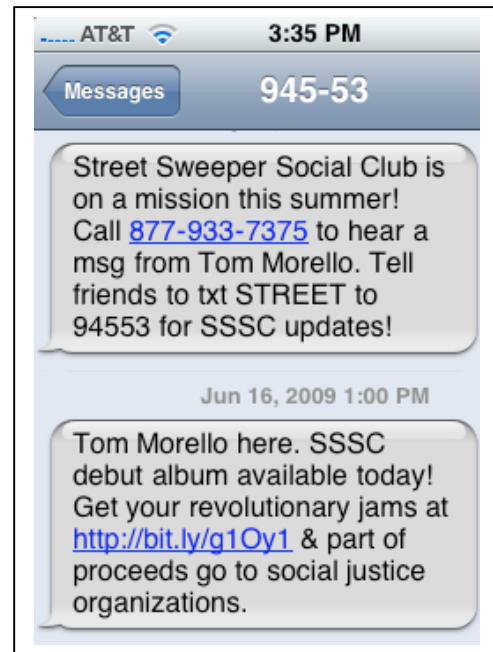 AT&T 3:35 PM
Messages 945-53
Street Sweeper Social Club is
on a mission this summer!
Call 877-933-7375 to hear a
msg from Tom Morello. Tell
friends to txt STREET to
94553 for SSSC updates!
Jun 16, 2009 1:00 PM
Tom Morello here. SSSC
debut album available today!
Get your revolutionary jams at
http://bit.ly/g1Oy1 & part of
proceeds go to social justice
organizations.